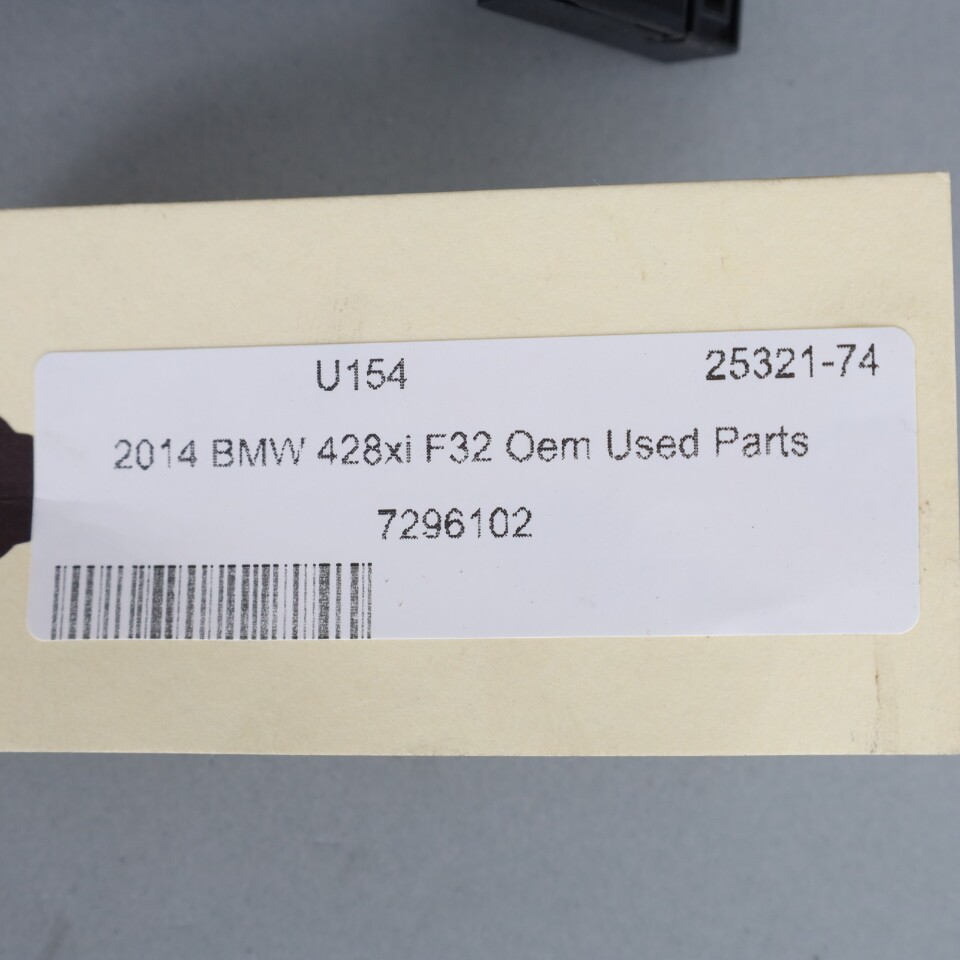 U154 25321-74
2014 BMW 428xi F32 Oem Used Parts
7296102